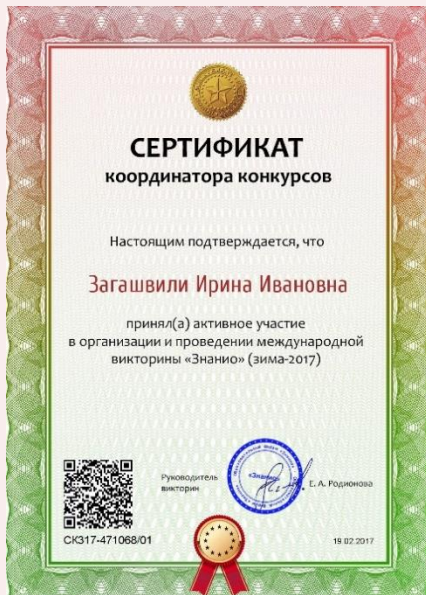 СЕРТИФИКАТ
координатора конкурсов
Настоящим подтверждается, что
Загашвили Ирина Ивановна
принял(а) активное участие
в организации и проведении международной
викторины «Знанио» (зима-2017)
Руководитель
викторин
«Знанио»
Е. А. Родионова
СК317-471068/01
19.02.2017